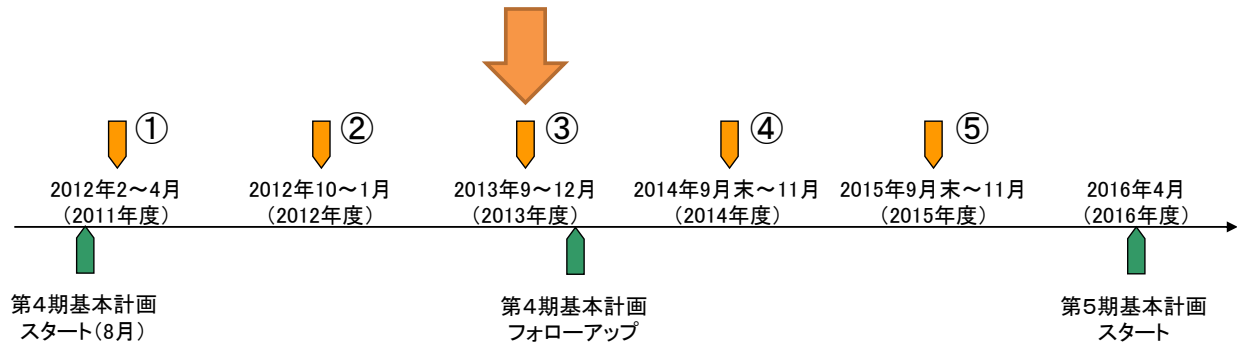 ①
②
③
④
⑤
2012年2～4月
（2011年度）
2012年10～1月
（2012年度）
2013年9～12月
（2013年度）
2014年9月末～11月
（2014年度）
2015年9月末～11月
（2015年度）
2016年4月
（2016年度）
第４期基本計画
スタート（8月）
第４期基本計画
フォローアップ
第５期基本計画
スタート